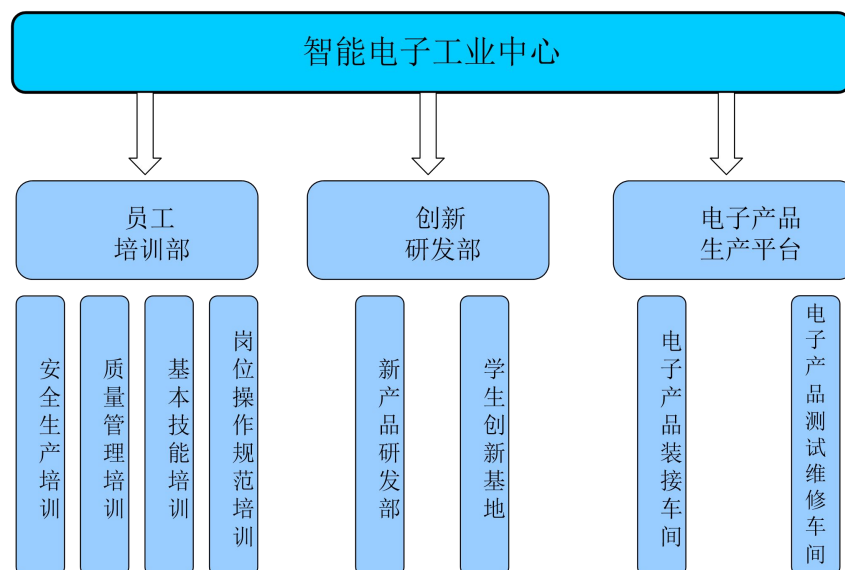 智能电子工业中心
员工
培训部
创新
研发部
电子产品
生产平台
安全生产培训
质量管理培训
基本技能培训
岗位操作规范培训
新产品研发部
学生创新基地
电子产品装接车间
电子产品测试维修车间